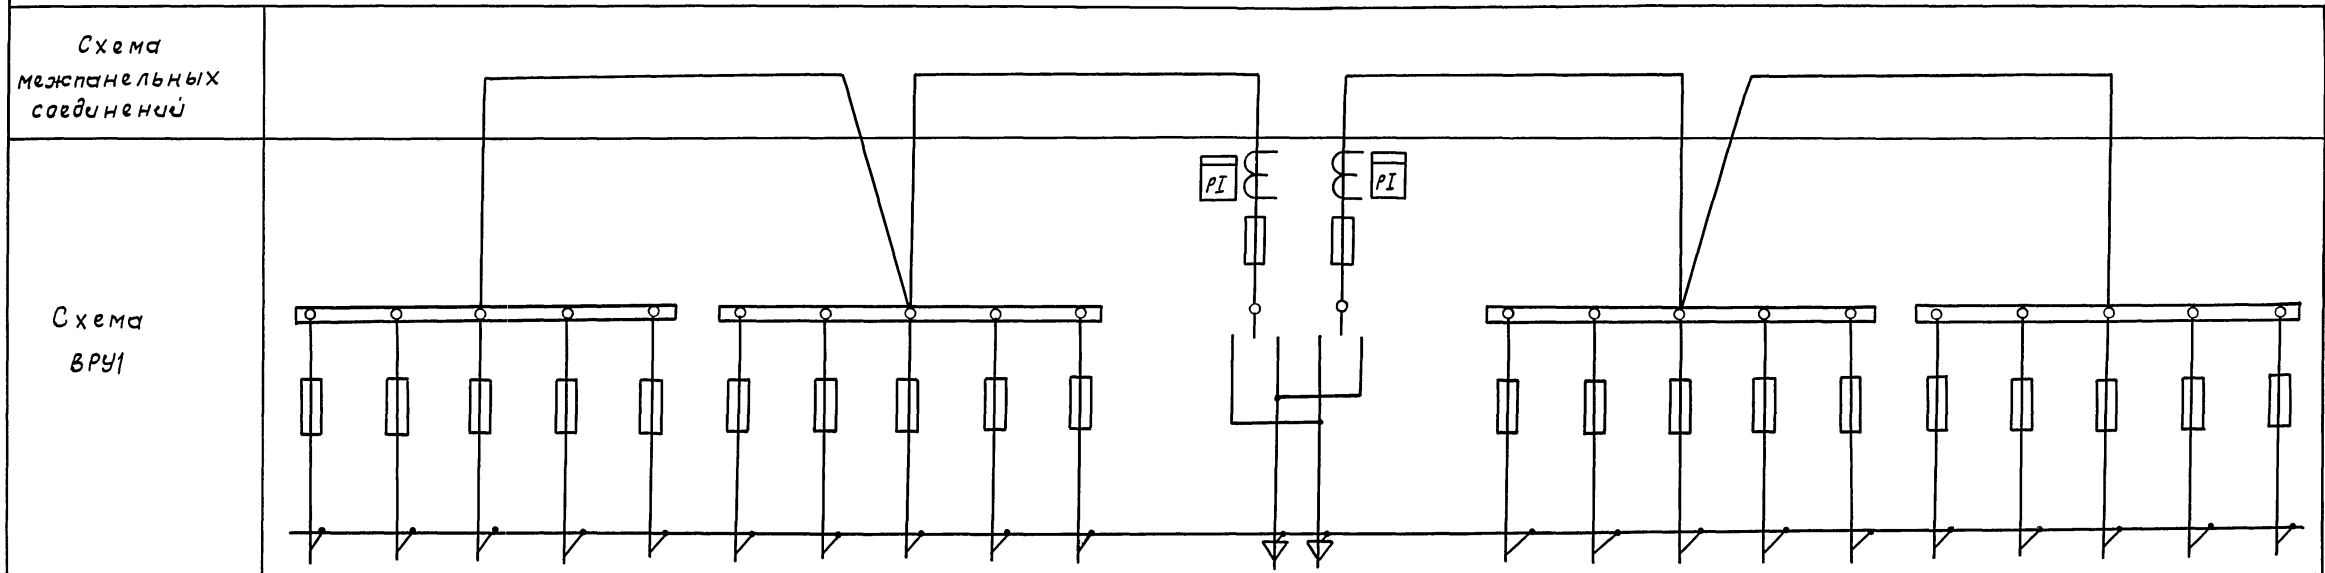 Схема
межпанельных
соединений
PI
PI
Схема
ВРУ1